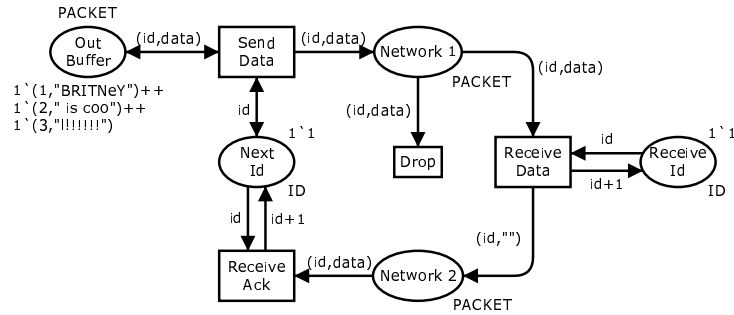 PACKET
Out
Buffer
(id,data)
Send
Data
(id,data)
Network 1
PACKET
(id,data)
1`(1,"BRITNeY")++
1`(2," is coo")++
1`(3,"l!!!!!!")
id
(id,data)
Drop
1`1
Next
Id
ID
Receive
Data
id
id+1
1`1
Receive
Id
ID
id
id+1
(id,"")
Receive
Ack
(id,data)
Network 2
PACKET